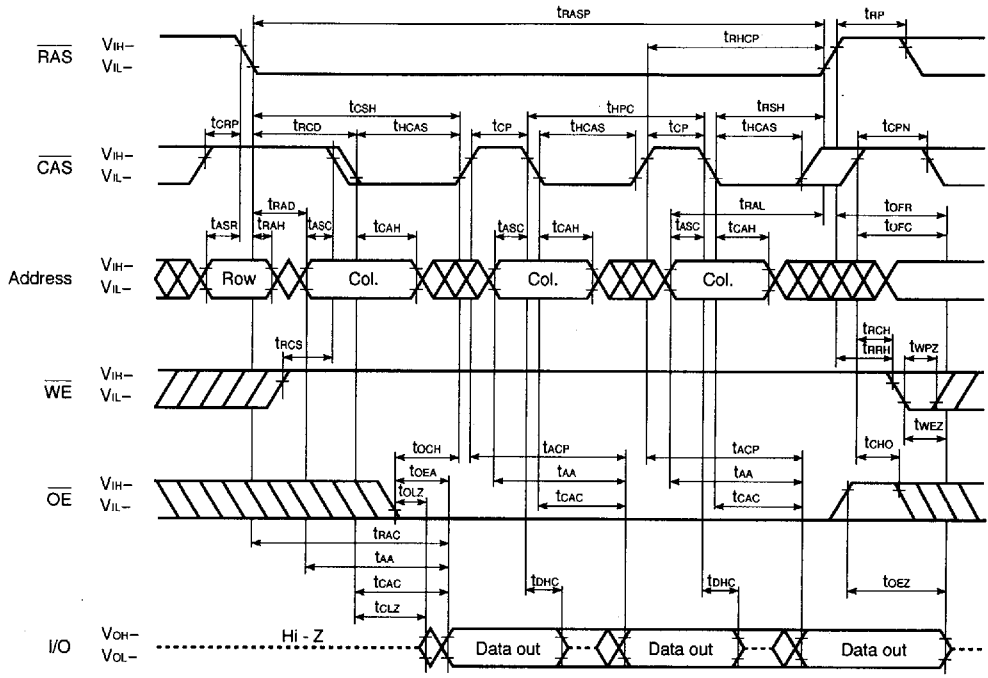 tRASP
tRP
tRHCP
RAS
VIH–
VIL–
tCSH
tHPC
tRSH
tCRP
tRCD
tHCAS
tCP
tHCAS
tCP
tHCAS
tCPN
CAS
VIH–
VIL–
tRAD
tRAL
tOFR
tASR
tRAH
tASC
tCAH
tASC
tCAH
tASC
tCAH
tOFC
Address
VIH–
VIL–
Row
Col.
Col.
Col.
tRCS
tRCH
tRRH
tWPZ
WE
VIH–
VIL–
tWEZ
tOCH
tACP
tACP
tCHO
tOEA
tAA
tAA
OE
VIH–
VIL–
tOLZ
tCAC
tCAC
tRAC
tAA
tCAC
tDHC
tDHC
tOEZ
tCLZ
I/O
VOH–
VOL–
Hi - Z
Data out
Data out
Data out